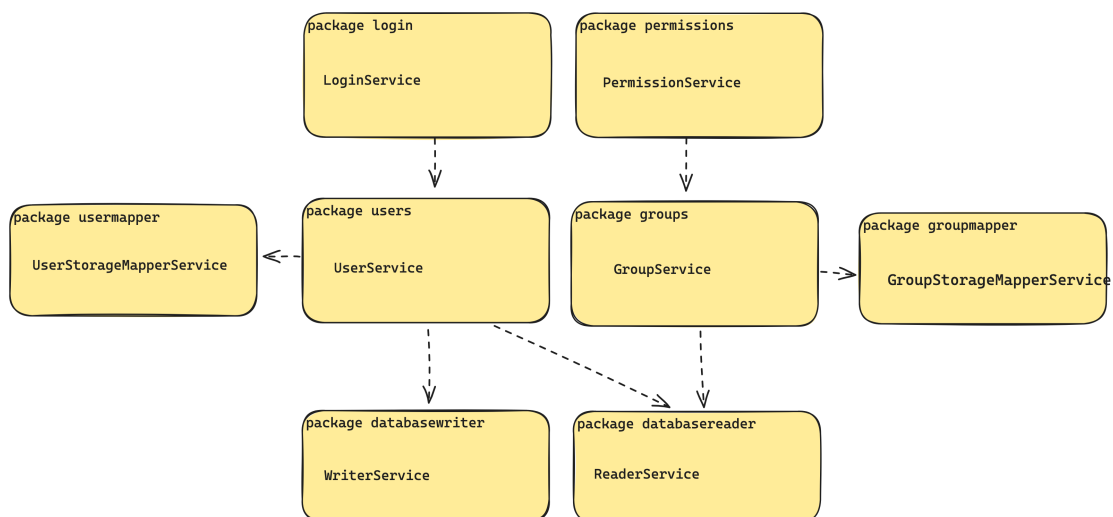 package login
LoginService
package permissions
PermissionService
package usermapper
UserStorageMapperService
package users
UserService
package groups
GroupService
package groupmapper
GroupStorageMapperService
package databasewriter
WriterService
package databasereader
ReaderService